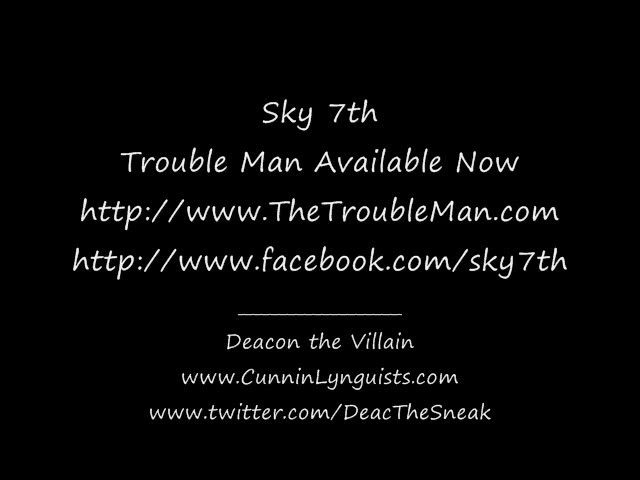 Sky 7th
Trouble Man Available Now
http://www.TheTroubleMan.com
http://www.facebook.com/sky7th
Deacon the Villain
www.CunninLynguists.com
www.twitter.com/DeacTheSneak